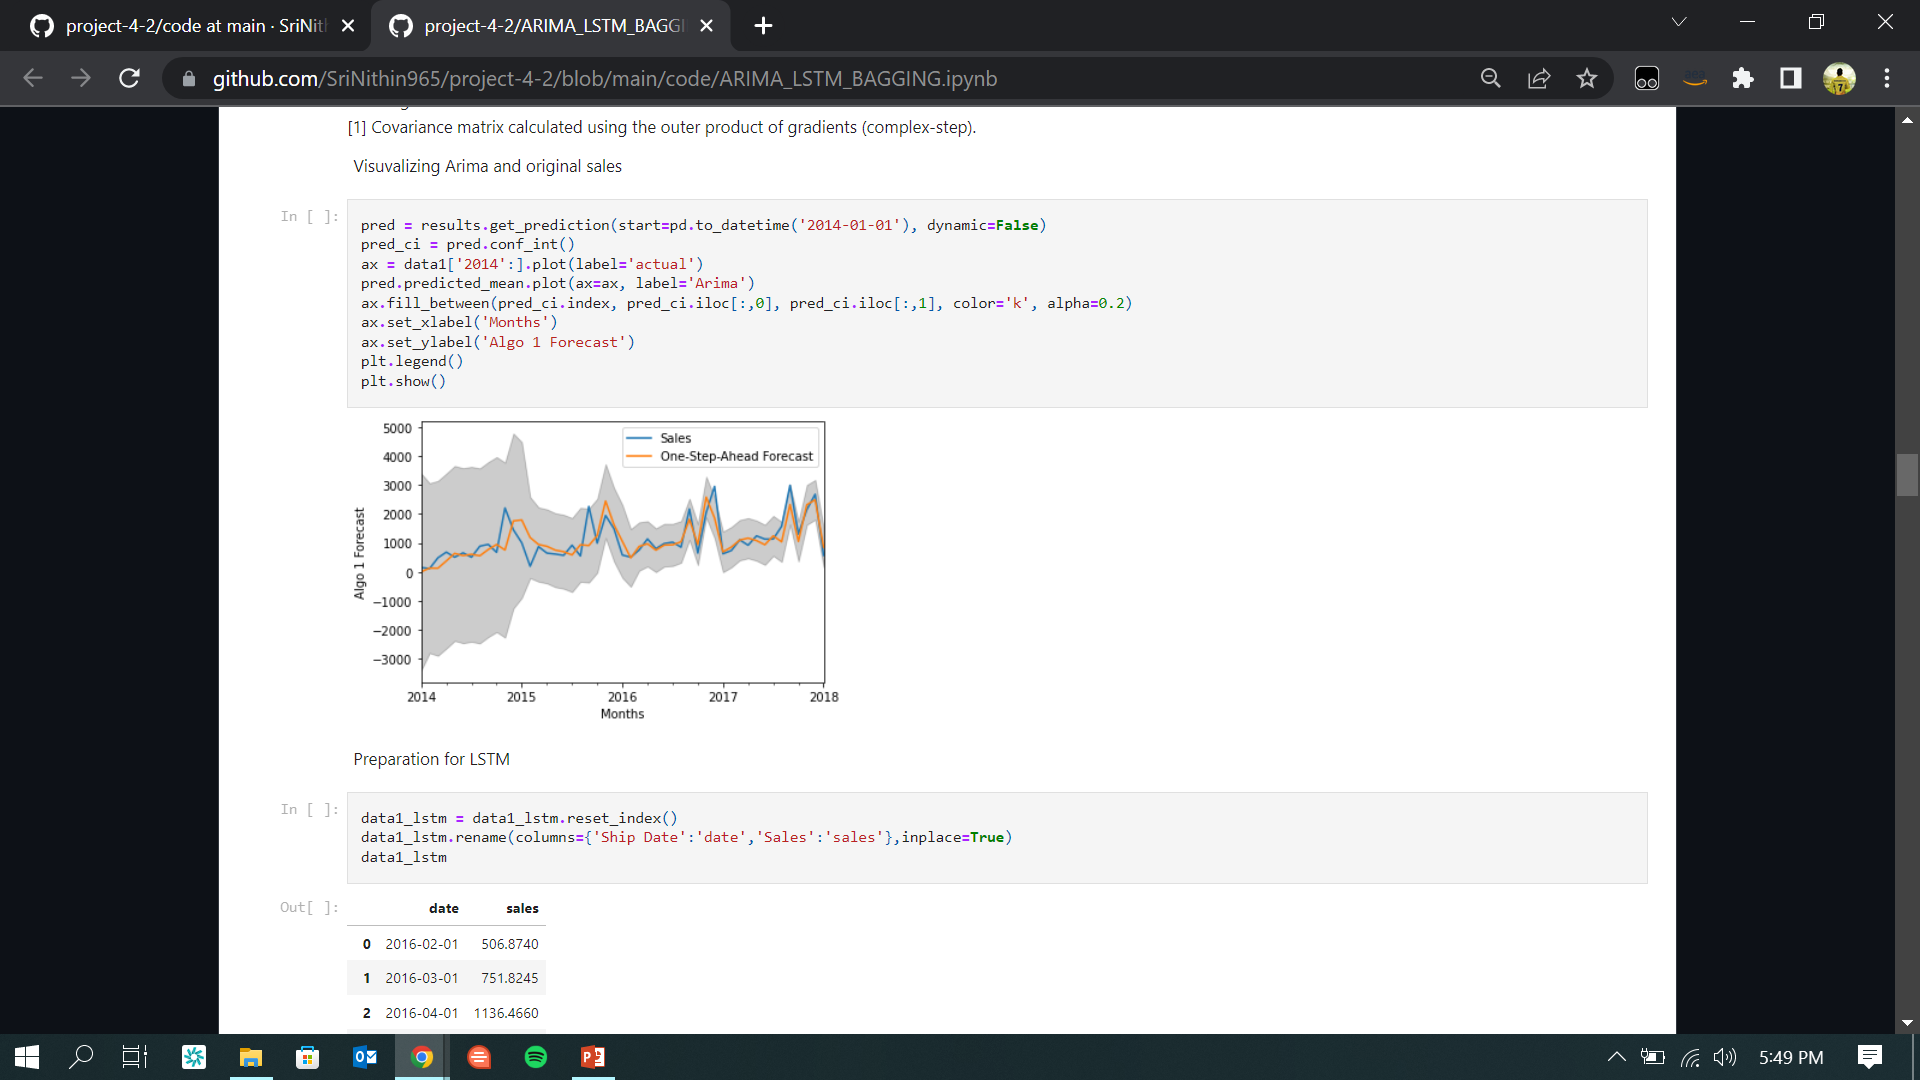 project-4-2/code at main · SriNith
project-4-2/ARIMA_LSTM_BAGGI
github.com/SriNithin965/project-4-2/blob/main/code/ARIMA_LSTM_BAGGING.ipynb
[1] Covariance matrix calculated using the outer product of gradients (complex-step).
Visuvalizing Arima and original sales
In [ ]:
pred = results.get_prediction(start=pd.to_datetime('2014-01-01'), dynamic=False)
pred_ci = pred.conf_int()
ax = data1['2014':].plot(label='actual')
pred.predicted_mean.plot(ax=ax, label='Arima')
ax.fill_between(pred_ci.index, pred_ci.iloc[:,0], pred_ci.iloc[:,1], color='k', alpha=0.2)
ax.set_xlabel('Months')
ax.set_ylabel('Algo 1 Forecast')
plt.legend()
plt.show()
5000
4000
3000
2000
1000
0
−1000
−2000
−3000
Algo 1 Forecast
Sales
One-Step-Ahead Forecast
2014 2015 2016 2017 2018
Months
Preparation for LSTM
In [ ]:
data1_lstm = data1_lstm.reset_index()
data1_lstm.rename(columns={'Ship Date':'date','Sales':'sales'},inplace=True)
data1_lstm
Out[ ]:
date sales
0 2016-02-01 506.8740
1 2016-03-01 751.8245
2 2016-04-01 1136.4660
5:49 PM